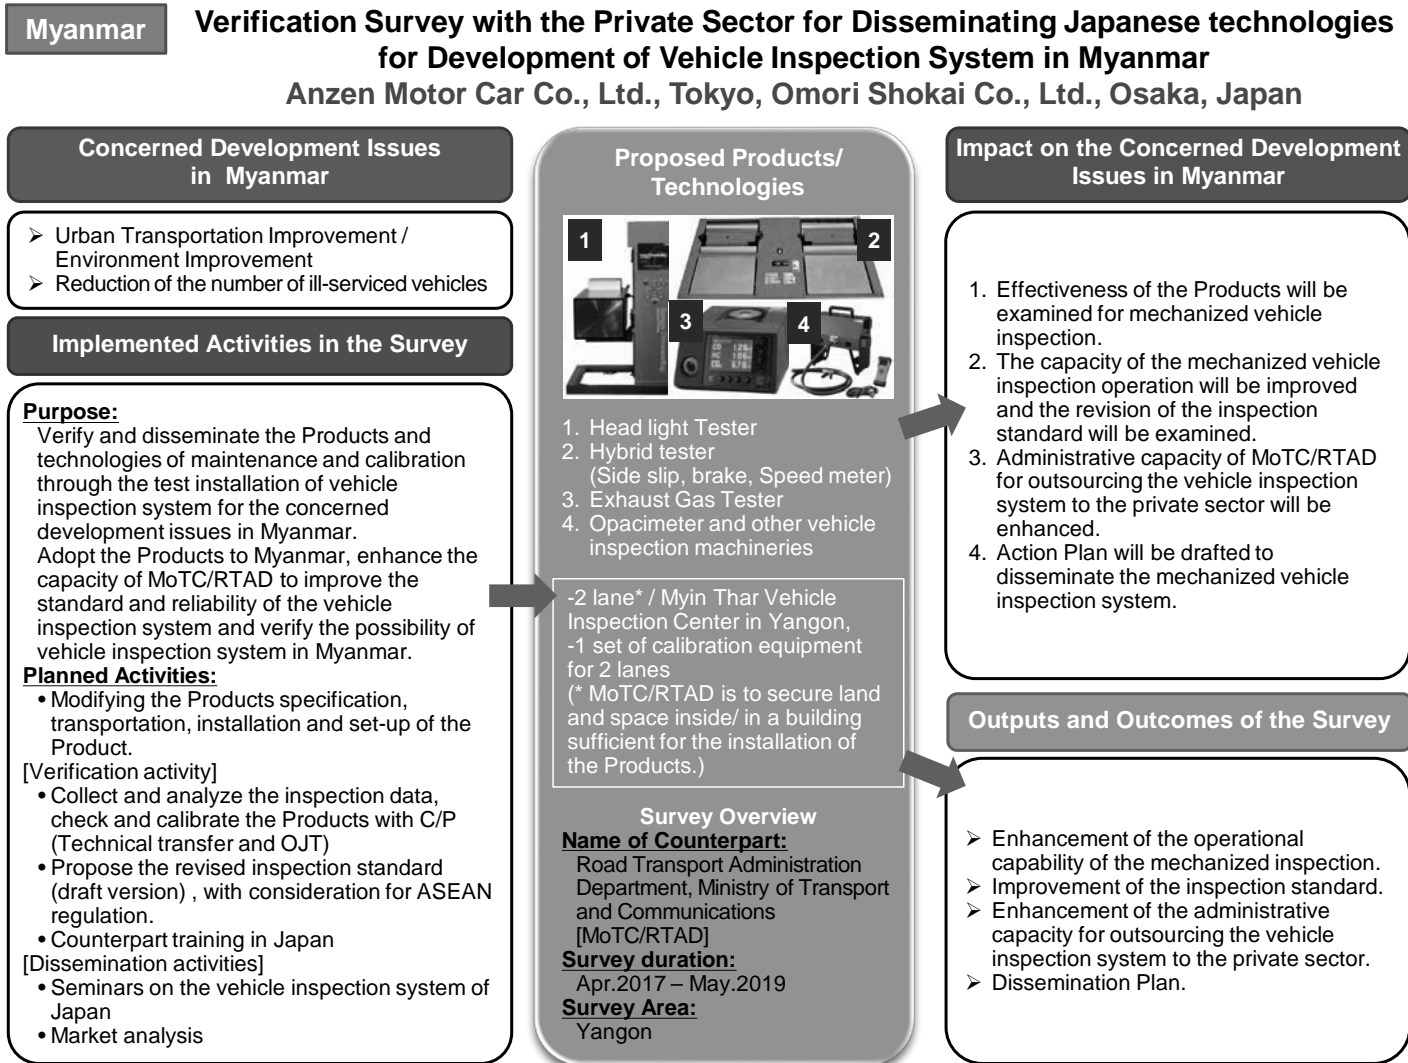 Myanmar
Verification Survey with the Private Sector for Disseminating Japanese technologies
for Development of Vehicle Inspection System in Myanmar
Anzen Motor Car Co., Ltd., Tokyo, Omori Shokai Co., Ltd., Osaka, Japan
Concerned Development Issues
in Myanmar
➢ Urban Transportation Improvement /
Environment Improvement
➢ Reduction of the number of ill-serviced vehicles
Implemented Activities in the Survey
Purpose:
Verify and disseminate the Products and
technologies of maintenance and calibration
through the test installation of vehicle
inspection system for the concerned
development issues in Myanmar.
Adopt the Products to Myanmar, enhance the
capacity of MoTC/RTAD to improve the
standard and reliability of the vehicle
inspection system and verify the possibility of
vehicle inspection system in Myanmar.
Planned Activities:
• Modifying the Products specification,
transportation, installation and set-up of the
Product.
[Verification activity]
• Collect and analyze the inspection data,
check and calibrate the Products with C/P
(Technical transfer and OJT)
• Propose the revised inspection standard
(draft version) , with consideration for ASEAN
regulation.
• Counterpart training in Japan
[Dissemination activities]
• Seminars on the vehicle inspection system of
Japan
• Market analysis
Proposed Products/
Technologies
1
2
3
4
1. Head light Tester
2. Hybrid tester
(Side slip, brake, Speed meter)
3. Exhaust Gas Tester
4. Opacimeter and other vehicle
inspection machineries
-2 lane* / Myin Thar Vehicle
Inspection Center in Yangon,
-1 set of calibration equipment
for 2 lanes
(* MoTC/RTAD is to secure land
and space inside/ in a building
sufficient for the installation of
the Products.)
Survey Overview
Name of Counterpart:
Road Transport Administration
Department, Ministry of Transport
and Communications
[MoTC/RTAD]
Survey duration:
Apr.2017 – May.2019
Survey Area:
Yangon
Impact on the Concerned Development
Issues in Myanmar
1. Effectiveness of the Products will be
examined for mechanized vehicle
inspection.
2. The capacity of the mechanized vehicle
inspection operation will be improved
and the revision of the inspection
standard will be examined.
3. Administrative capacity of MoTC/RTAD
for outsourcing the vehicle inspection
system to the private sector will be
enhanced.
4. Action Plan will be drafted to
disseminate the mechanized vehicle
inspection system.
Outputs and Outcomes of the Survey
➢ Enhancement of the operational
capability of the mechanized inspection.
➢ Improvement of the inspection standard.
➢ Enhancement of the administrative
capacity for outsourcing the vehicle
inspection system to the private sector.
➢ Dissemination Plan.